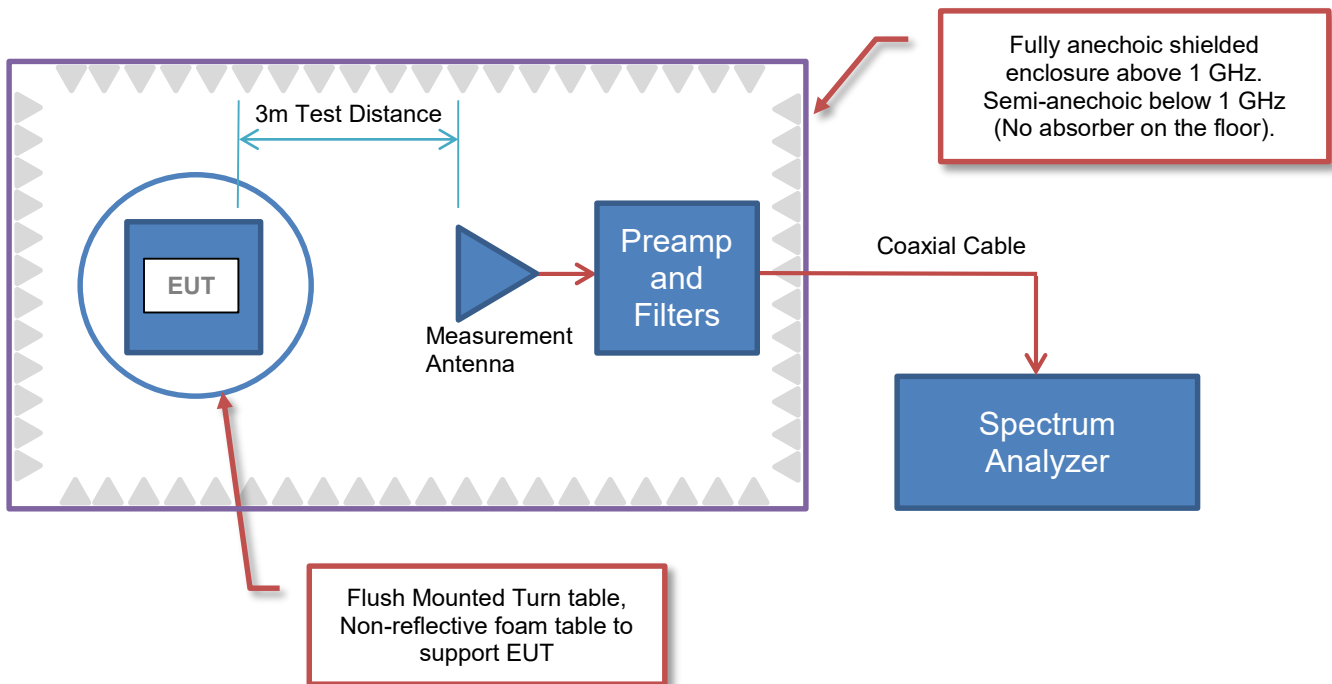 Fully anechoic shielded
enclosure above 1 GHz.
Semi-anechoic below 1 GHz
(No absorber on the floor).
3m Test Distance
EUT
Measurement
Antenna
Preamp
and
Filters
Coaxial Cable
Spectrum
Analyzer
Flush Mounted Turn table,
Non-reflective foam table to
support EUT